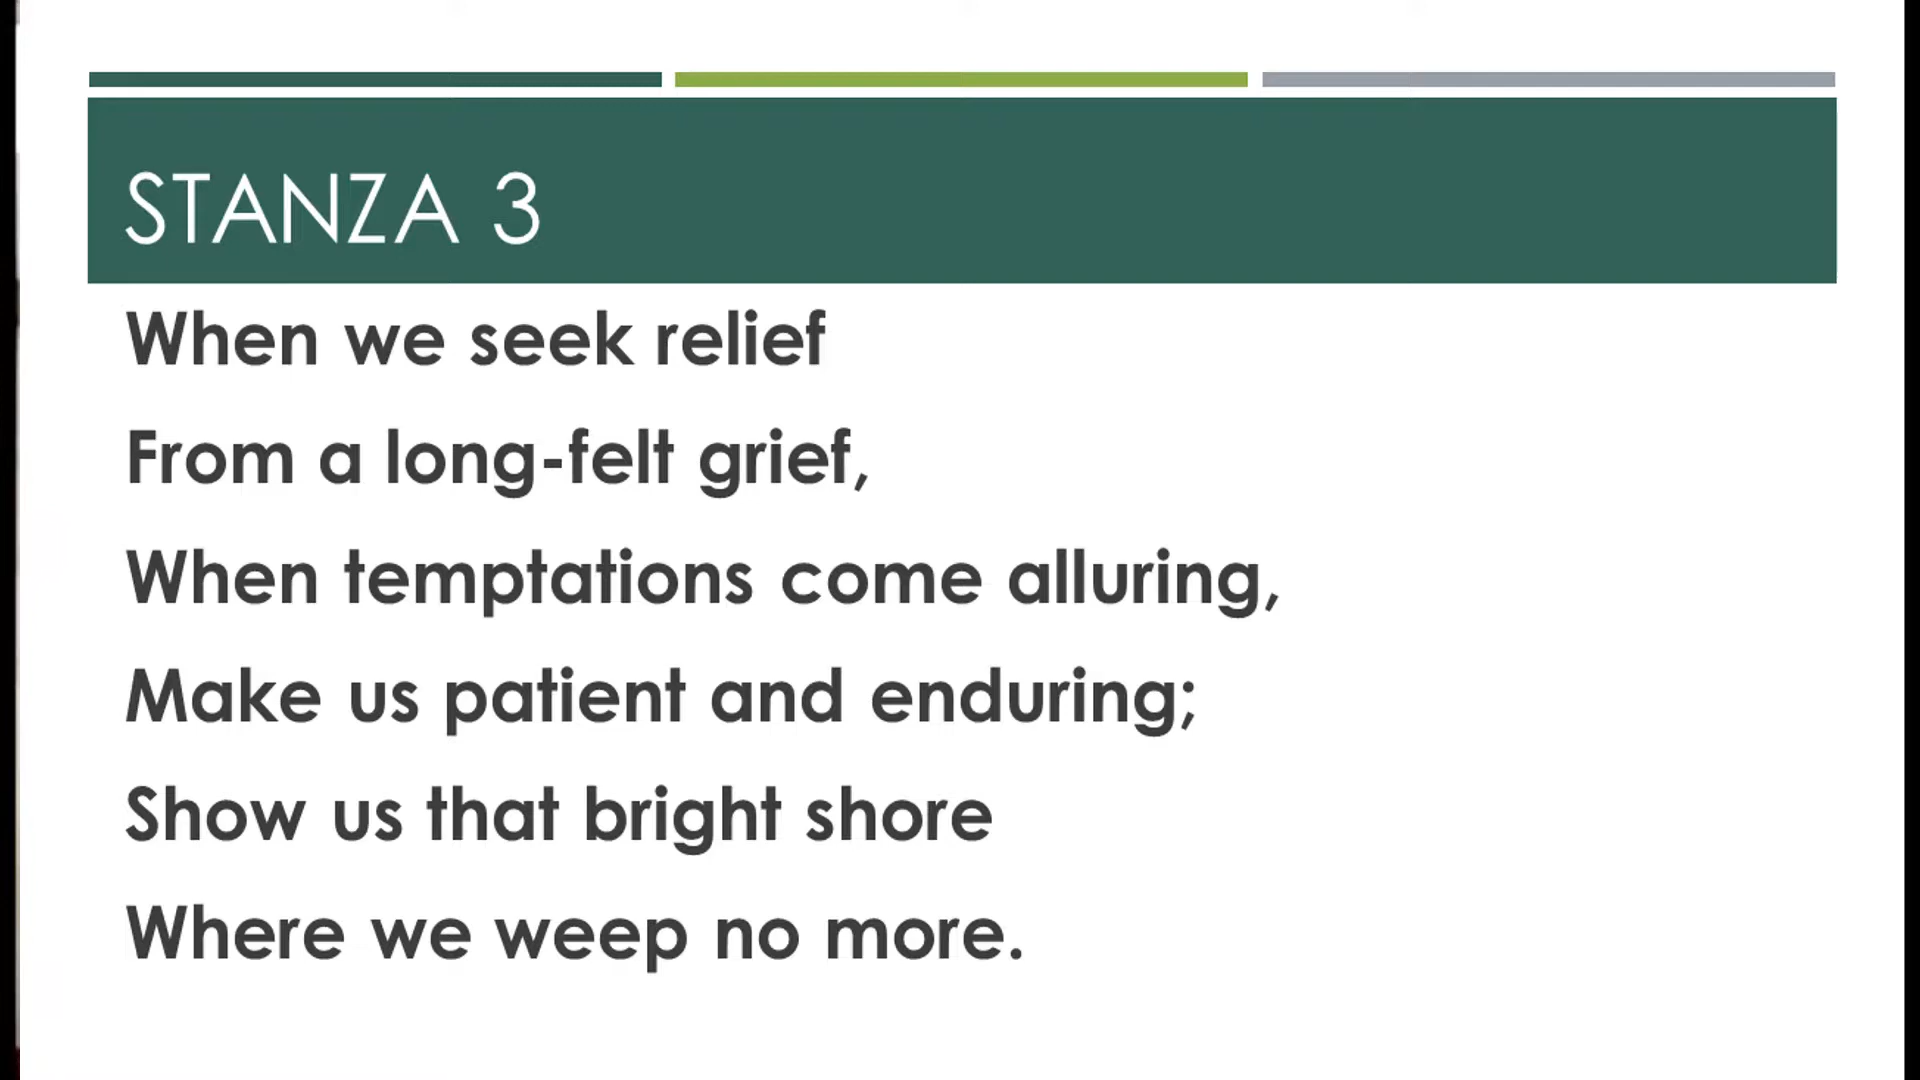 STANZA 3
When we seek relief
From a long-felt grief,
When temptations come alluring,
Make us patient and enduring;
Show us that bright shore
Where we weep no more.